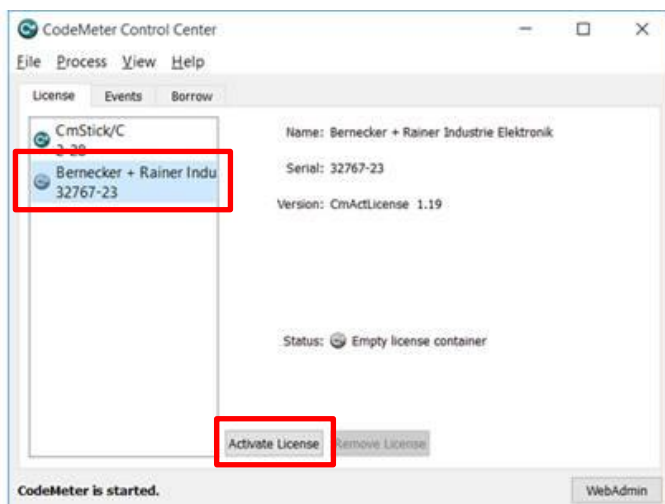 CodeMeter Control Center
File Process View Help
License Events Borrow
CmStick/C
Bernecker + Rainer Indu
32767-23
Name: Bernecker + Rainer Industrie Elektronik
Serial: 32767-23
Version: CmActLicense 1.19
Status: Empty license container
Activate License Remove License
CodeMeter is started.
WebAdmin